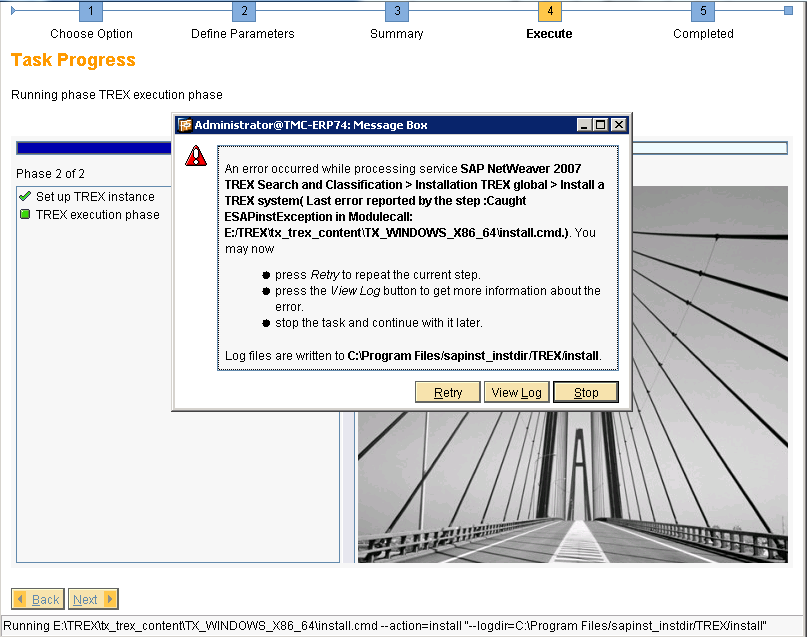 1 2 3 4 5
Choose Option Define Parameters Summary Execute Completed
Task Progress
Running phase TREX execution phase
Phase 2 of 2
Set up TREX instance
TREX execution phase
Administrator@TMC-ERP74: Message Box
An error occurred while processing service SAP NetWeaver 2007
TREX Search and Classification > Installation TREX global > Install a
TREX system( Last error reported by the step :Caught
ESAPinstException in Modulecall:
E:/TREX\tx_trex_content\TX_WINDOWS_X86_64\install.cmd.). You
may now
press Retry to repeat the current step.
press the View Log button to get more information about the
error.
stop the task and continue with it later.
Log files are written to C:\Program Files/sapinst_instdir/TREX/install.
Retry View Log Stop
Back Next
Running E:\TREX\tx_trex_content\TX_WINDOWS_X86_64\install.cmd --action=install "--logdir=C:\Program Files/sapinst_instdir/TREX/install"